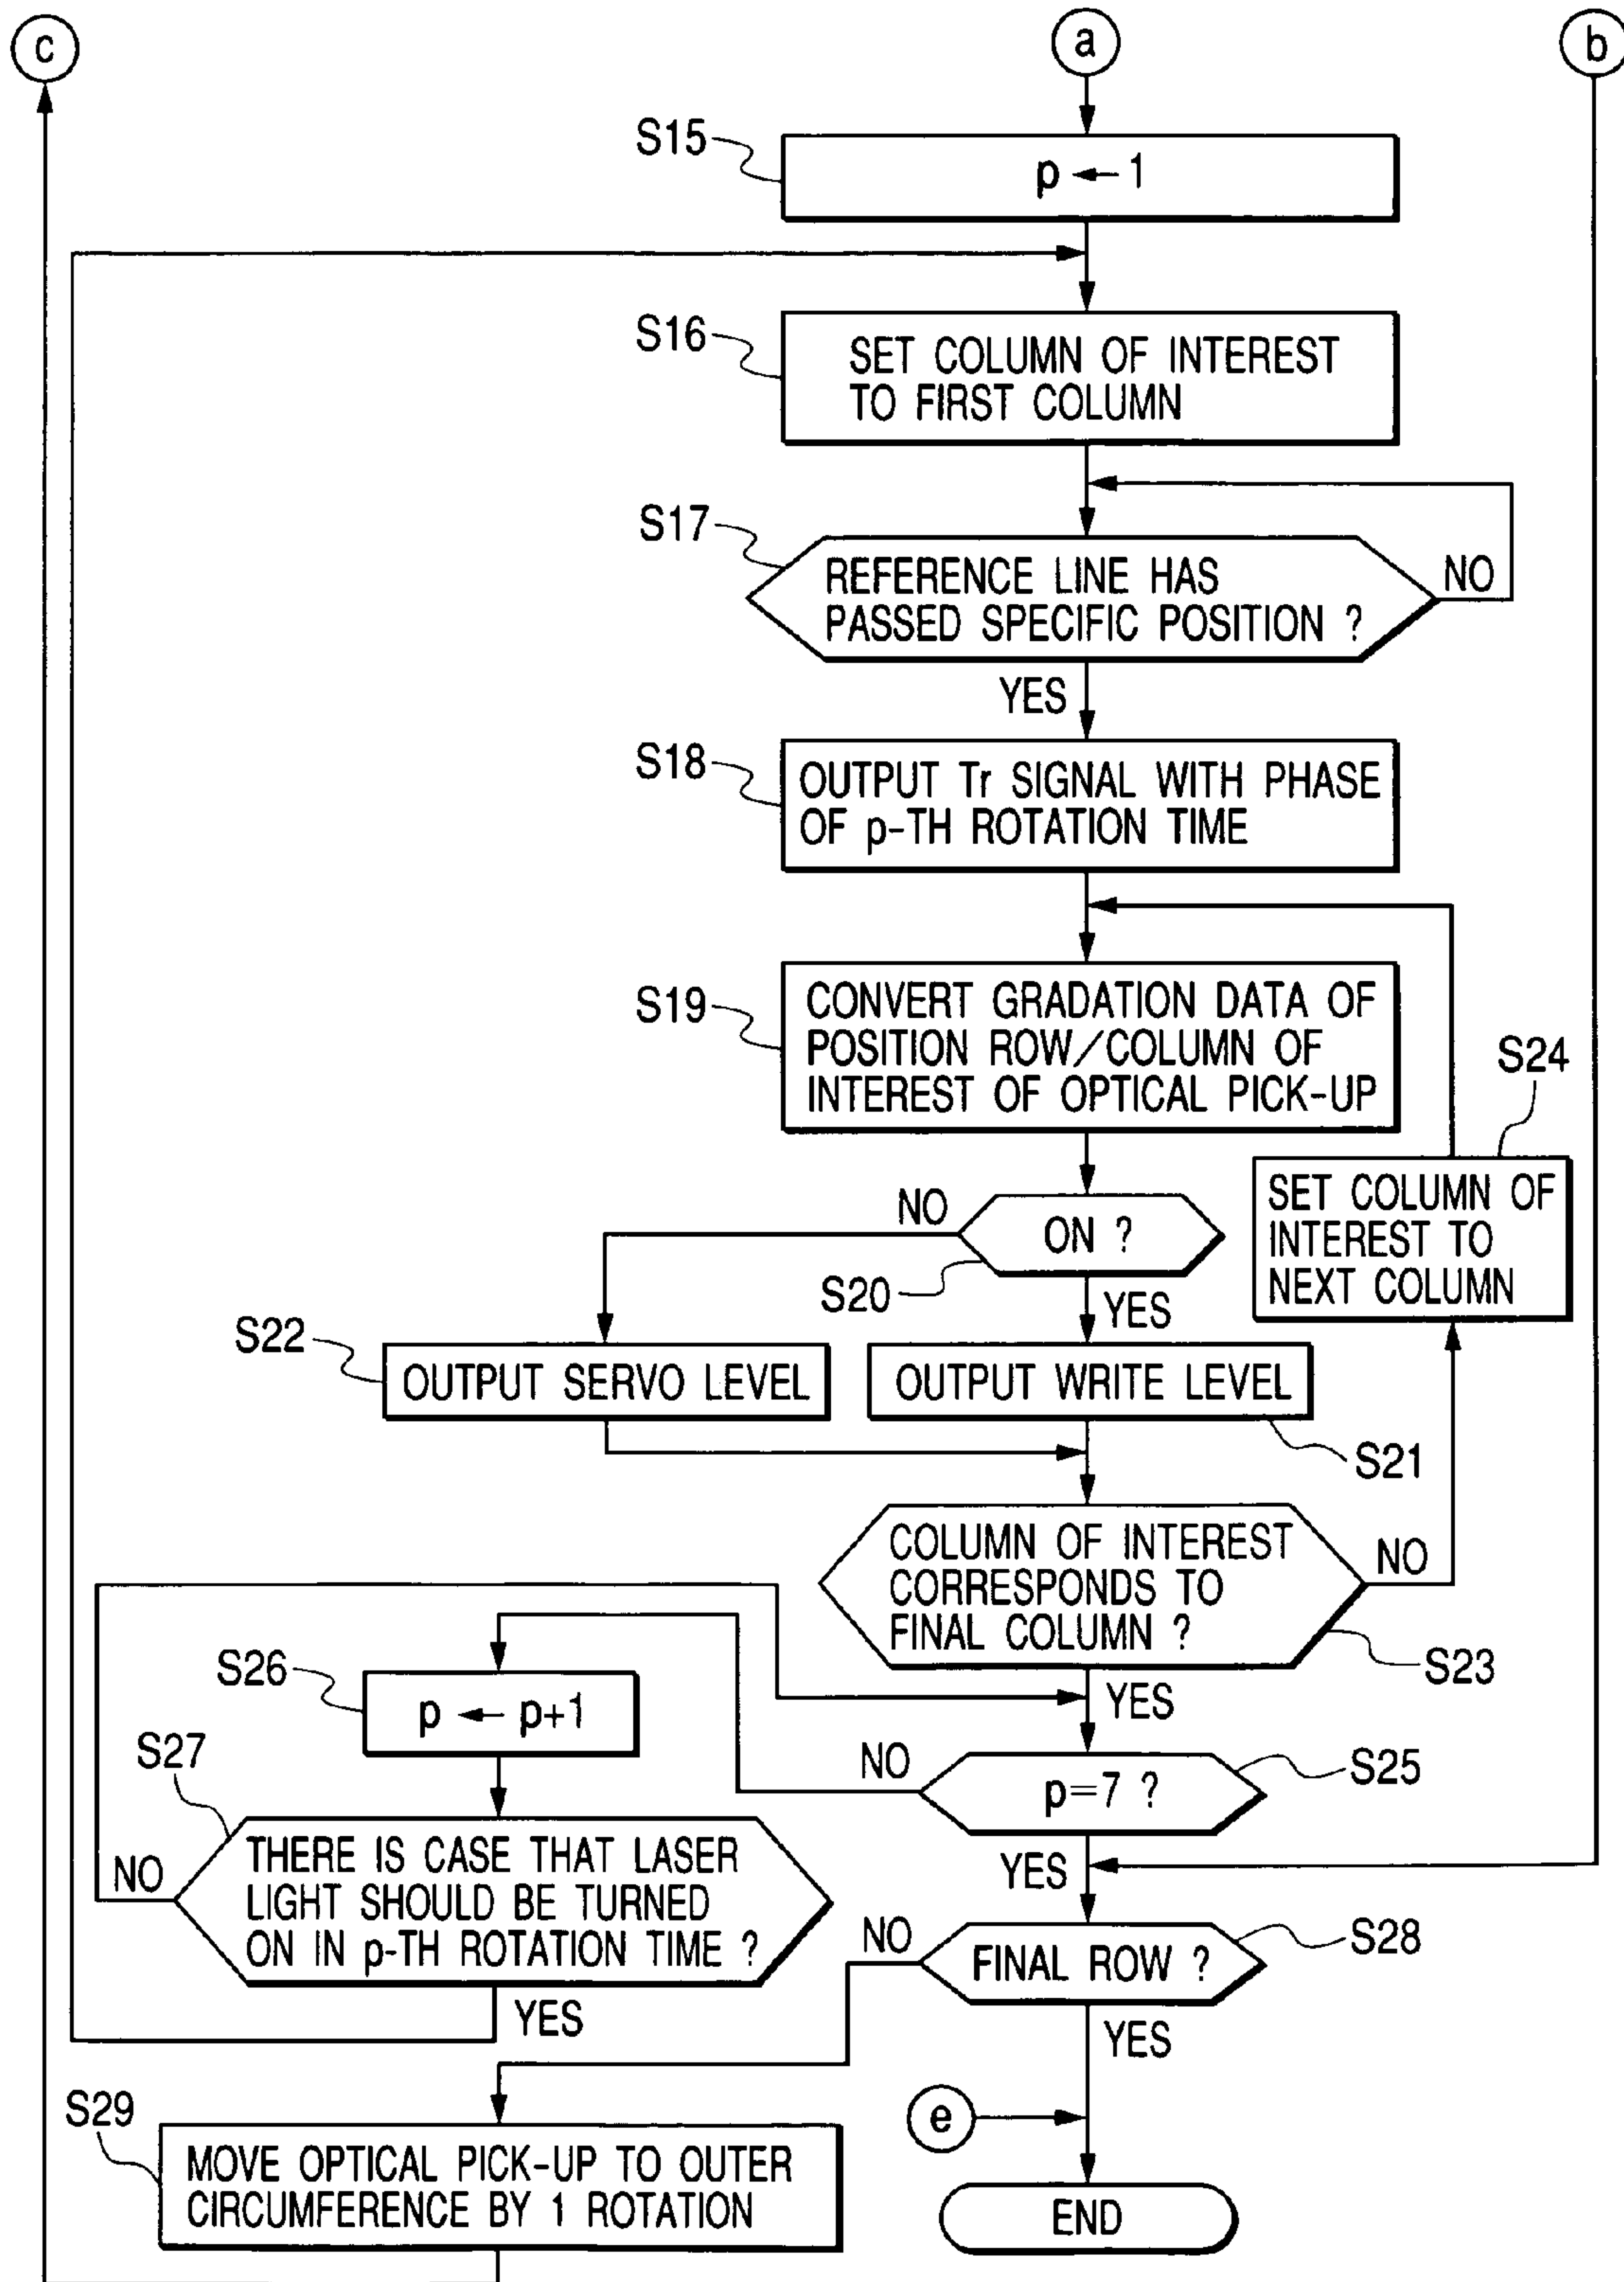 c
a
b
S15
p ← 1
S16
SET COLUMN OF INTEREST
TO FIRST COLUMN
S17
REFERENCE LINE HAS
PASSED SPECIFIC POSITION ?
NO
YES
S18
OUTPUT Tr SIGNAL WITH PHASE
OF p-TH ROTATION TIME
S19
CONVERT GRADATION DATA OF
POSITION ROW/COLUMN OF
INTEREST OF OPTICAL PICK-UP
S24
SET COLUMN OF
INTEREST TO
NEXT COLUMN
NO
ON ?
S20
YES
S22
OUTPUT SERVO LEVEL
OUTPUT WRITE LEVEL
S21
COLUMN OF INTEREST
CORRESPONDS TO
FINAL COLUMN ?
NO
S23
YES
S26
p ← p+1
S27
NO
p=7 ?
S25
YES
THERE IS CASE THAT LASER
LIGHT SHOULD BE TURNED
ON IN p-TH ROTATION TIME ?
NO
YES
NO
FINAL ROW ?
S28
YES
S29
MOVE OPTICAL PICK-UP TO OUTER
CIRCUMFERENCE BY 1 ROTATION
e
END